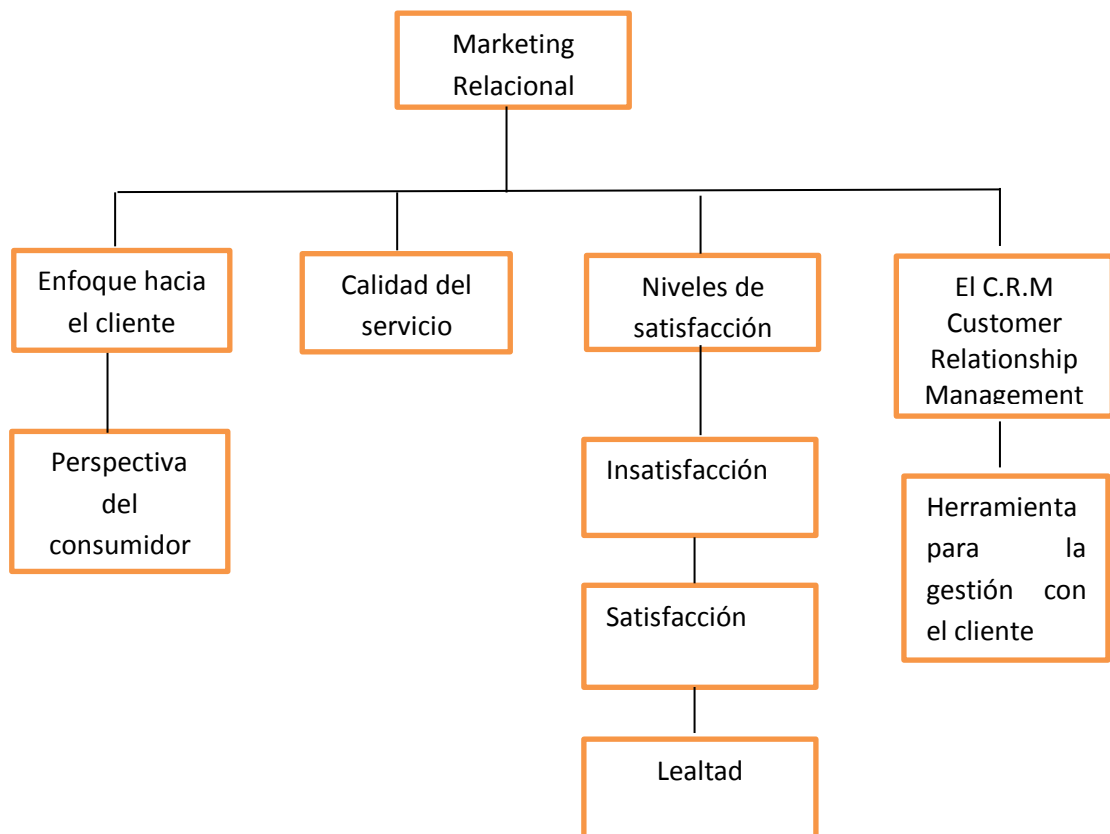 Marketing
Relacional
Enfoque hacia
el cliente
Calidad del
servicio
Niveles de
satisfacción
El C.R.M
Customer
Relationship
Management
Perspectiva
del
consumidor
Insatisfacción
Satisfacción
Lealtad
Herramienta
para la
gestión con
el cliente